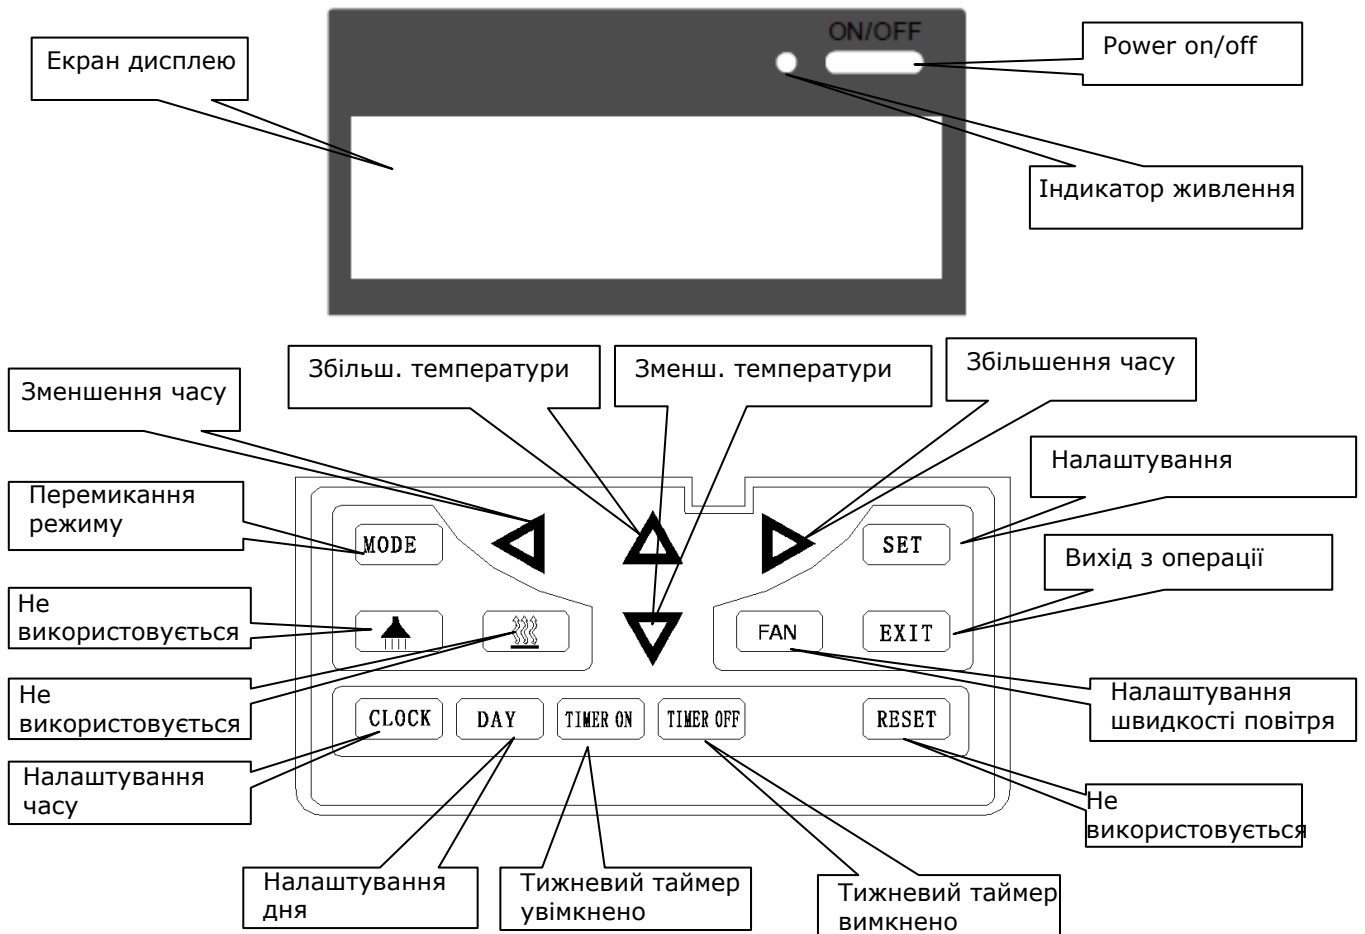 ON/OFF
Екран дисплею
Power on/off
Індикатор живлення
Збільш. температури
Зменш. температури
Збільшення часу
Зменшення часу
Налаштування
Перемикання
режиму
MODE
SET
Вихід з операції
Не
використовується
FAN
EXIT
Не
використовується
Налаштування
швидкості повітря
CLOCK
DAY
TIMER ON
TIMER OFF
RESET
Налаштування
часу
Не
використовується
Налаштування
дня
Тижневий таймер
увімкнено
Тижневий таймер
вимкнено